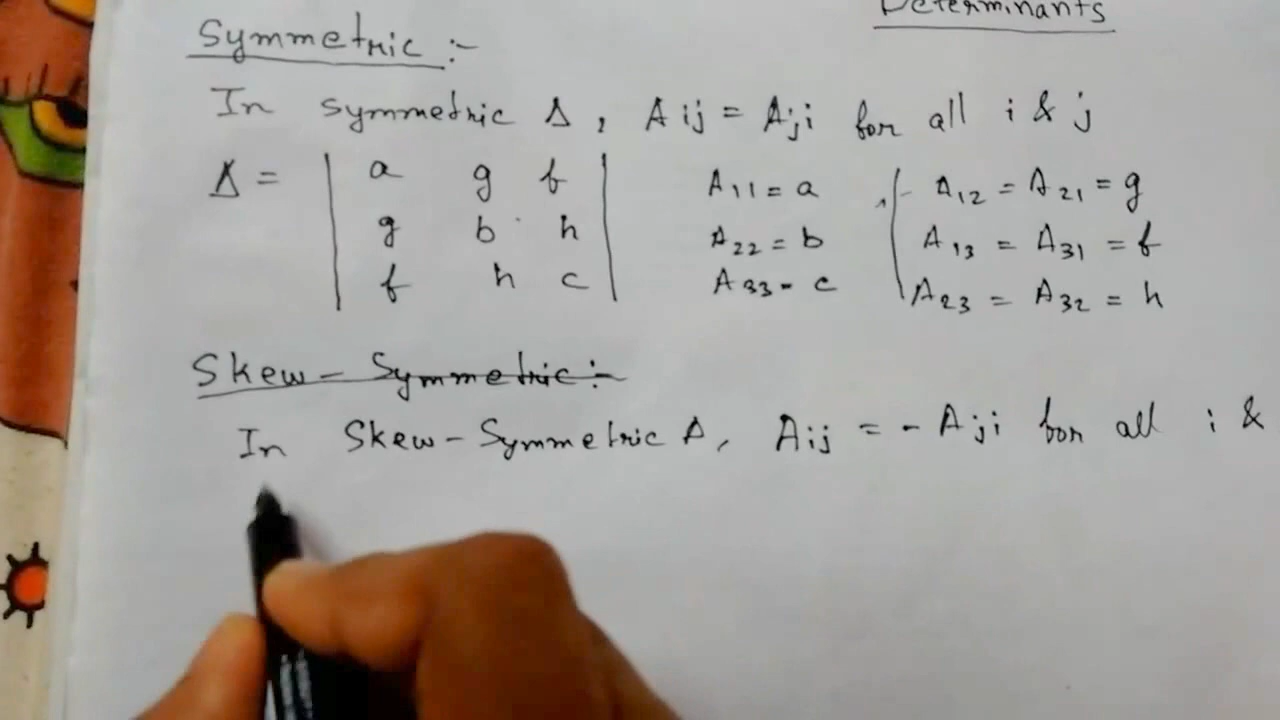 Determinants
Symmetric :-
In symmetric Δ, Aij = Aji for all i & j
Δ = | a g f | A11 = a , A12 = A21 = g
| g b h | A22 = b A13 = A31 = f
| f h c | A33 = c A23 = A32 = h
Skew - Symmetric :-
In Skew - Symmetric Δ, Aij = - Aji for all i &